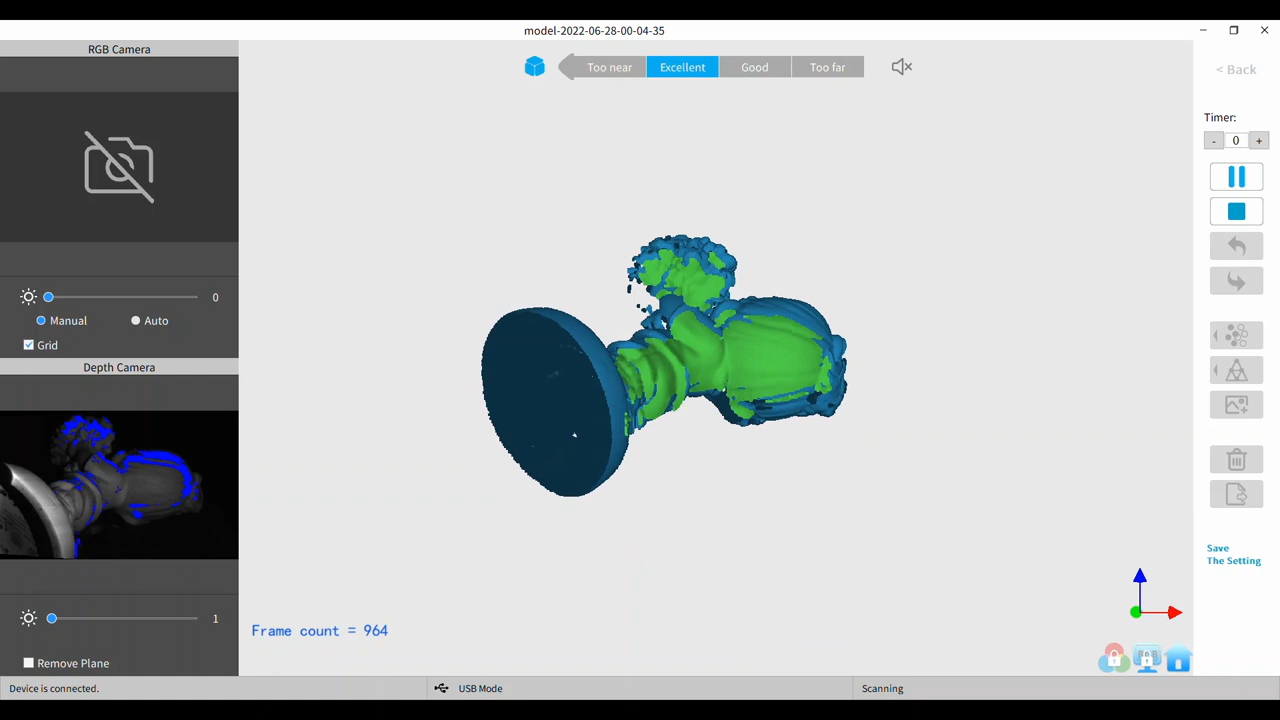 model-2022-06-28-00-04-35
RGB Camera
Too near
Excellent
Good
Too far
< Back
Timer:
- 0 +
0
Manual
Auto
Grid
Depth Camera
1
Remove Plane
Frame count = 964
Save
The Setting
Device is connected.
USB Mode
Scanning